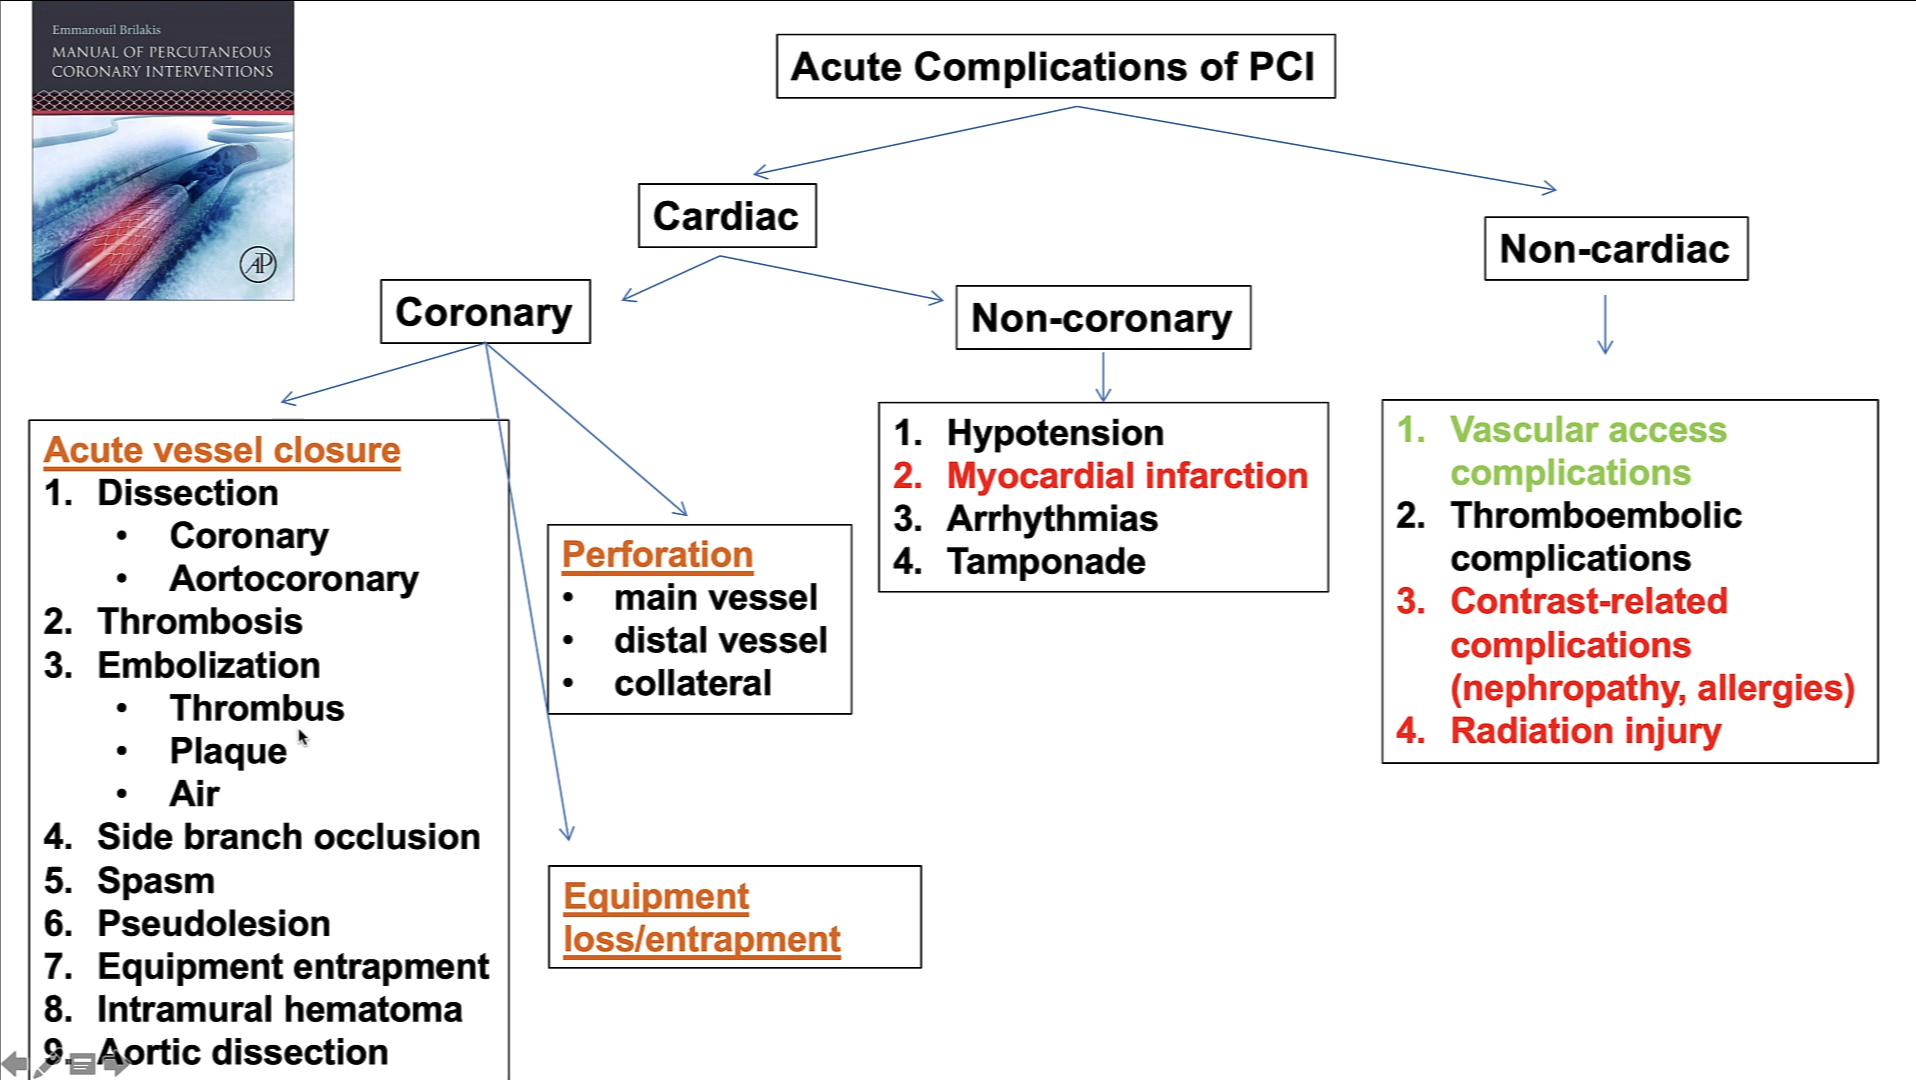 Emmanouil Brilakis
MANUAL OF PERCUTANEOUS
CORONARY INTERVENTIONS
AP
Acute Complications of PCI
Cardiac
Non-cardiac
Coronary
Non-coronary
Acute vessel closure
1. Dissection
• Coronary
• Aortocoronary
2. Thrombosis
3. Embolization
• Thrombus
• Plaque
• Air
4. Side branch occlusion
5. Spasm
6. Pseudolesion
7. Equipment entrapment
8. Intramural hematoma
9. Aortic dissection
Perforation
• main vessel
• distal vessel
• collateral
Equipment
loss/entrapment
1. Hypotension
2. Myocardial infarction
3. Arrhythmias
4. Tamponade
1. Vascular access
complications
2. Thromboembolic
complications
3. Contrast-related
complications
(nephropathy, allergies)
4. Radiation injury